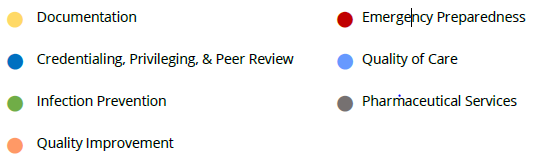 Documentation
Credentialing, Privileging, & Peer Review
Infection Prevention
Quality Improvement
Emergency Preparedness
Quality of Care
Pharmaceutical Services